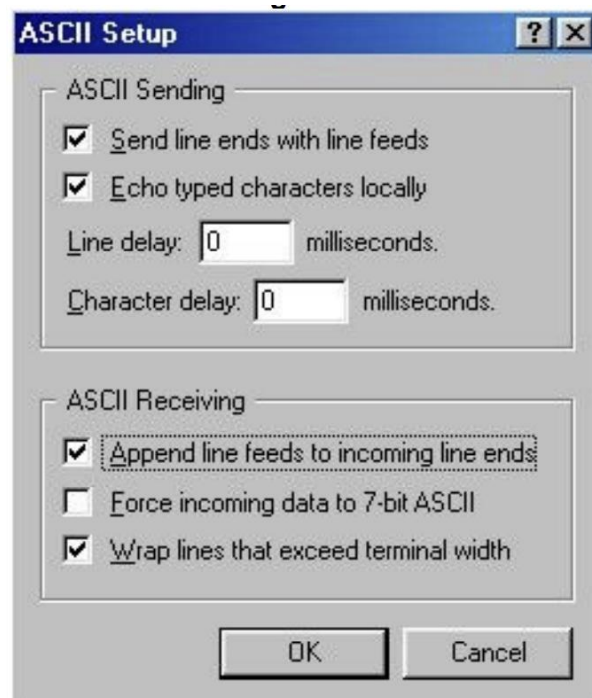 ASCII Setup
ASCII Sending
Send line ends with line feeds
Echo typed characters locally
Line delay: 0 milliseconds.
Character delay: 0 milliseconds.
ASCII Receiving
Append line feeds to incoming line ends
Force incoming data to 7-bit ASCII
Wrap lines that exceed terminal width
OK Cancel